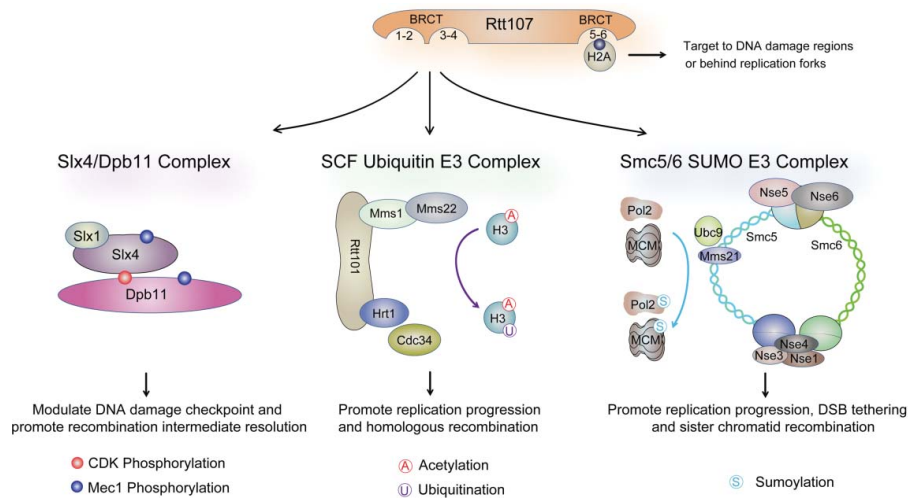 BRCT
Rtt107
BRCT
1-2
3-4
5-6
H2A
Target to DNA damage regions
or behind replication forks
Slx4/Dpb11 Complex
SCF Ubiquitin E3 Complex
Smc5/6 SUMO E3 Complex
Slx1
Slx4
Dpb11
Rtt101
Mms1
Mms22
Hrt1
Cdc34
H3
A
H3
A
U
Pol2
MCM
Pol2
S
MCM
S
Ubc9
Mms21
Nse5
Nse6
Smc5
Smc6
Nse4
Nse3
Nse1
Modulate DNA damage checkpoint and
promote recombination intermediate resolution
Promote replication progression
and homologous recombination
Promote replication progression, DSB tethering
and sister chromatid recombination
CDK Phosphorylation
Mec1 Phosphorylation
A Acetylation
U Ubiquitination
S Sumoylation